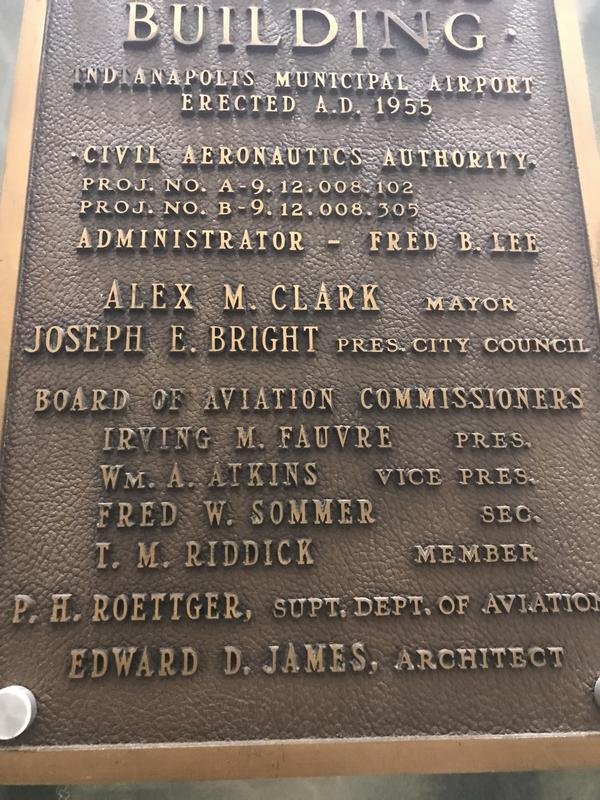 BUILDING.
INDIANAPOLIS MUNICIPAL AIRPORT
ERECTED A.D. 1955
·CIVIL AERONAUTICS AUTHORITY·
PROJ. NO. A-9.12.008.102
PROJ. NO. B-9.12.008.305
ADMINISTRATOR - FRED B. LEE
ALEX M. CLARK MAYOR
JOSEPH E. BRIGHT PRES. CITY COUNCIL
BOARD OF AVIATION COMMISSIONERS
IRVING M. FAUVRE PRES.
WM. A. ATKINS VICE PRES.
FRED W. SOMMER SEC.
T. M. RIDDICK MEMBER
P. H. ROETTGER, SUPT. DEPT. OF AVIATION
EDWARD D. JAMES, ARCHITECT